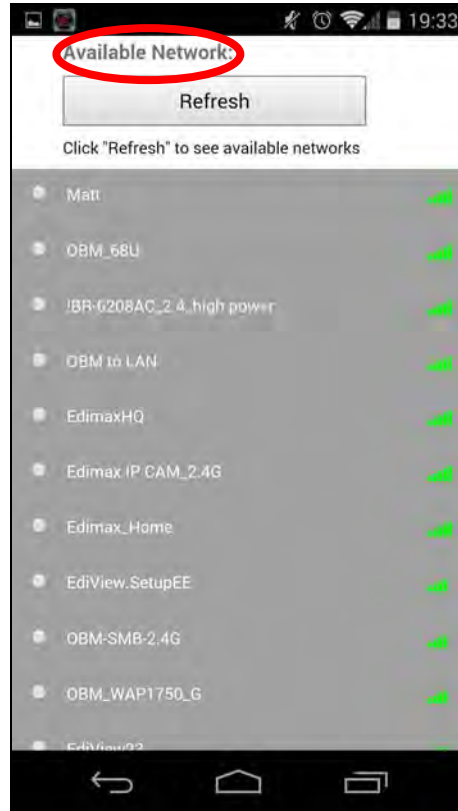 19:33
Available Network:
Refresh
Click "Refresh" to see available networks
Matt
OBM_68U
!BR-6208AC_2.4_high power
OBM to LAN
EdimaxHQ
Edimax IP CAM_2.4G
Edimax_Home
EdiView.SetupEE
OBM-SMB-2.4G
OBM_WAP1750_G
EdiView23